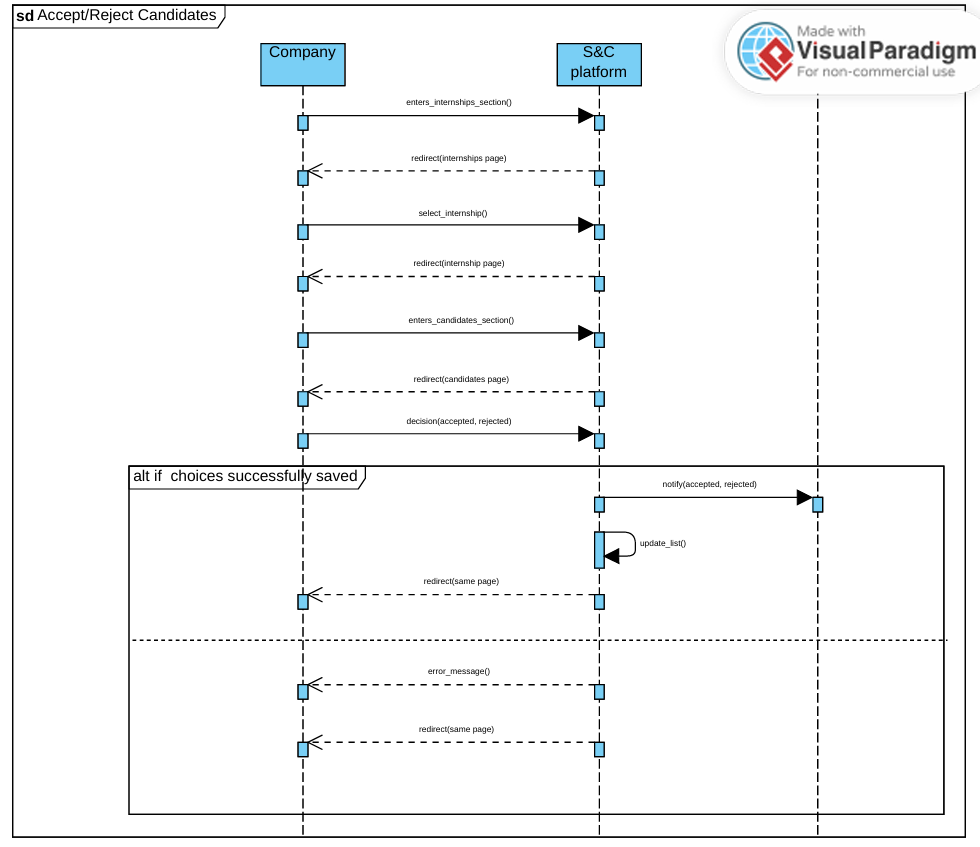 sd Accept/Reject Candidates
Made with
Visual Paradigm
For non-commercial use
Company
S&C
platform
enters_internships_section()
redirect(internships page)
select_internship()
redirect(internship page)
enters_candidates_section()
redirect(candidates page)
decision(accepted, rejected)
alt if  choices successfully saved
notify(accepted, rejected)
update_list()
redirect(same page)
error_message()
redirect(same page)